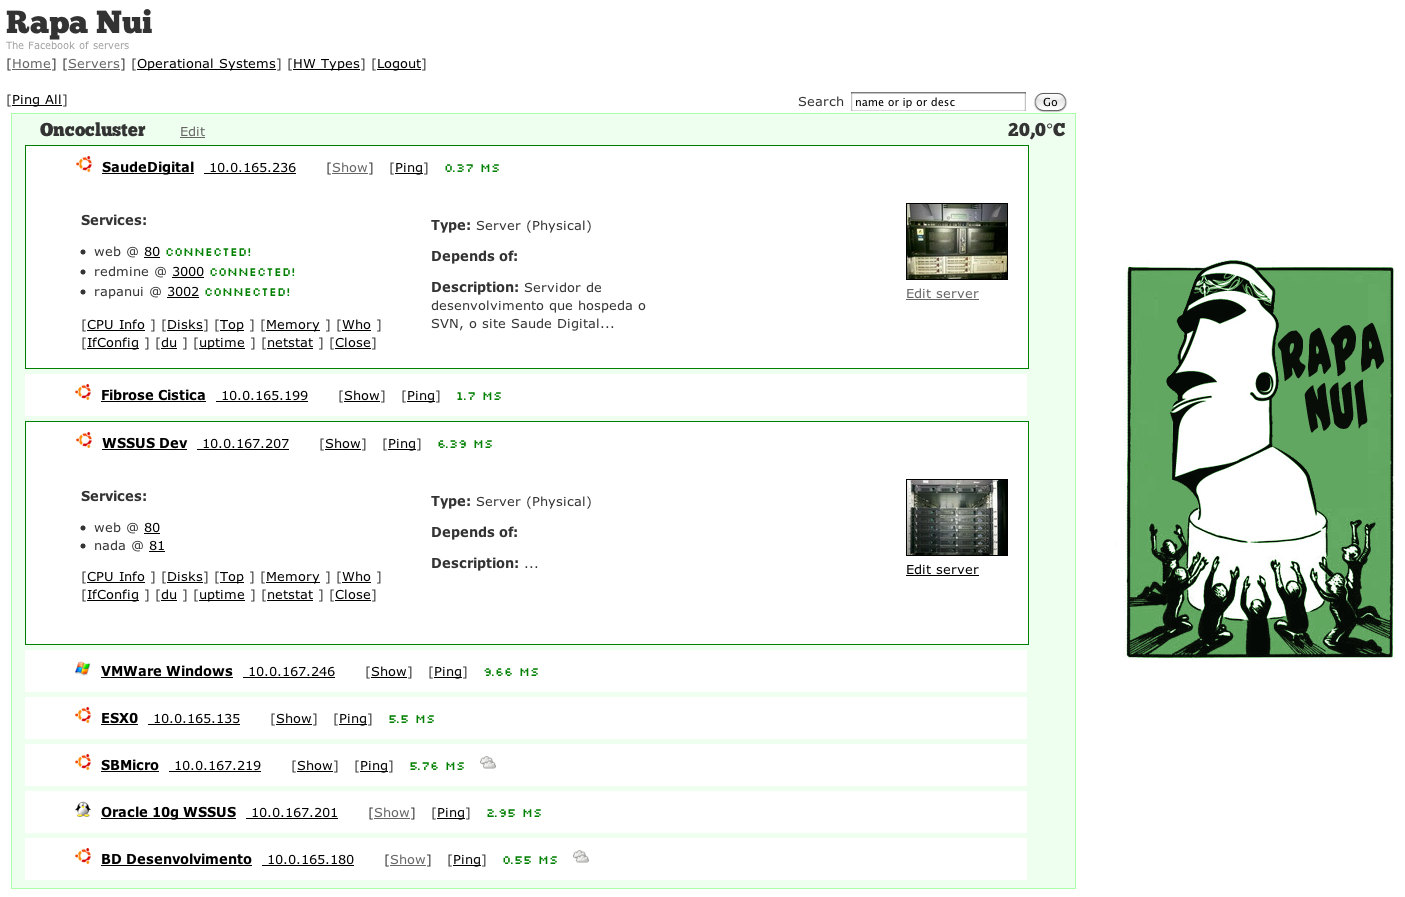 Rapa Nui
The Facebook of servers
[Home] [Servers] [Operational Systems] [HW Types] [Logout]
[Ping All]
Search name or ip or desc Go
Oncocluster Edit 20,0°C
SaudeDigital 10.0.165.236 [Show] [Ping] 0.37 MS
Services:
web @ 80 CONNECTED!
redmine @ 3000 CONNECTED!
rapanui @ 3002 CONNECTED!
[CPU Info ] [Disks] [Top ] [Memory ] [Who ]
[IfConfig ] [du ] [uptime ] [netstat ] [Close]
Type: Server (Physical)
Depends of:
Description: Servidor de
desenvolvimento que hospeda o
SVN, o site Saude Digital...
Edit server
Fibrose Cistica 10.0.165.199 [Show] [Ping] 1.7 MS
WSSUS Dev 10.0.167.207 [Show] [Ping] 6.39 MS
Services:
web @ 80
nada @ 81
[CPU Info ] [Disks] [Top ] [Memory ] [Who ]
[IfConfig ] [du ] [uptime ] [netstat ] [Close]
Type: Server (Physical)
Depends of:
Description: ...
Edit server
VMWare Windows 10.0.167.246 [Show] [Ping] 9.66 MS
ESX0 10.0.165.135 [Show] [Ping] 5.5 MS
SBMicro 10.0.167.219 [Show] [Ping] 5.76 MS
Oracle 10g WSSUS 10.0.167.201 [Show] [Ping] 2.95 MS
BD Desenvolvimento 10.0.165.180 [Show] [Ping] 0.55 MS
RAPA
NUI